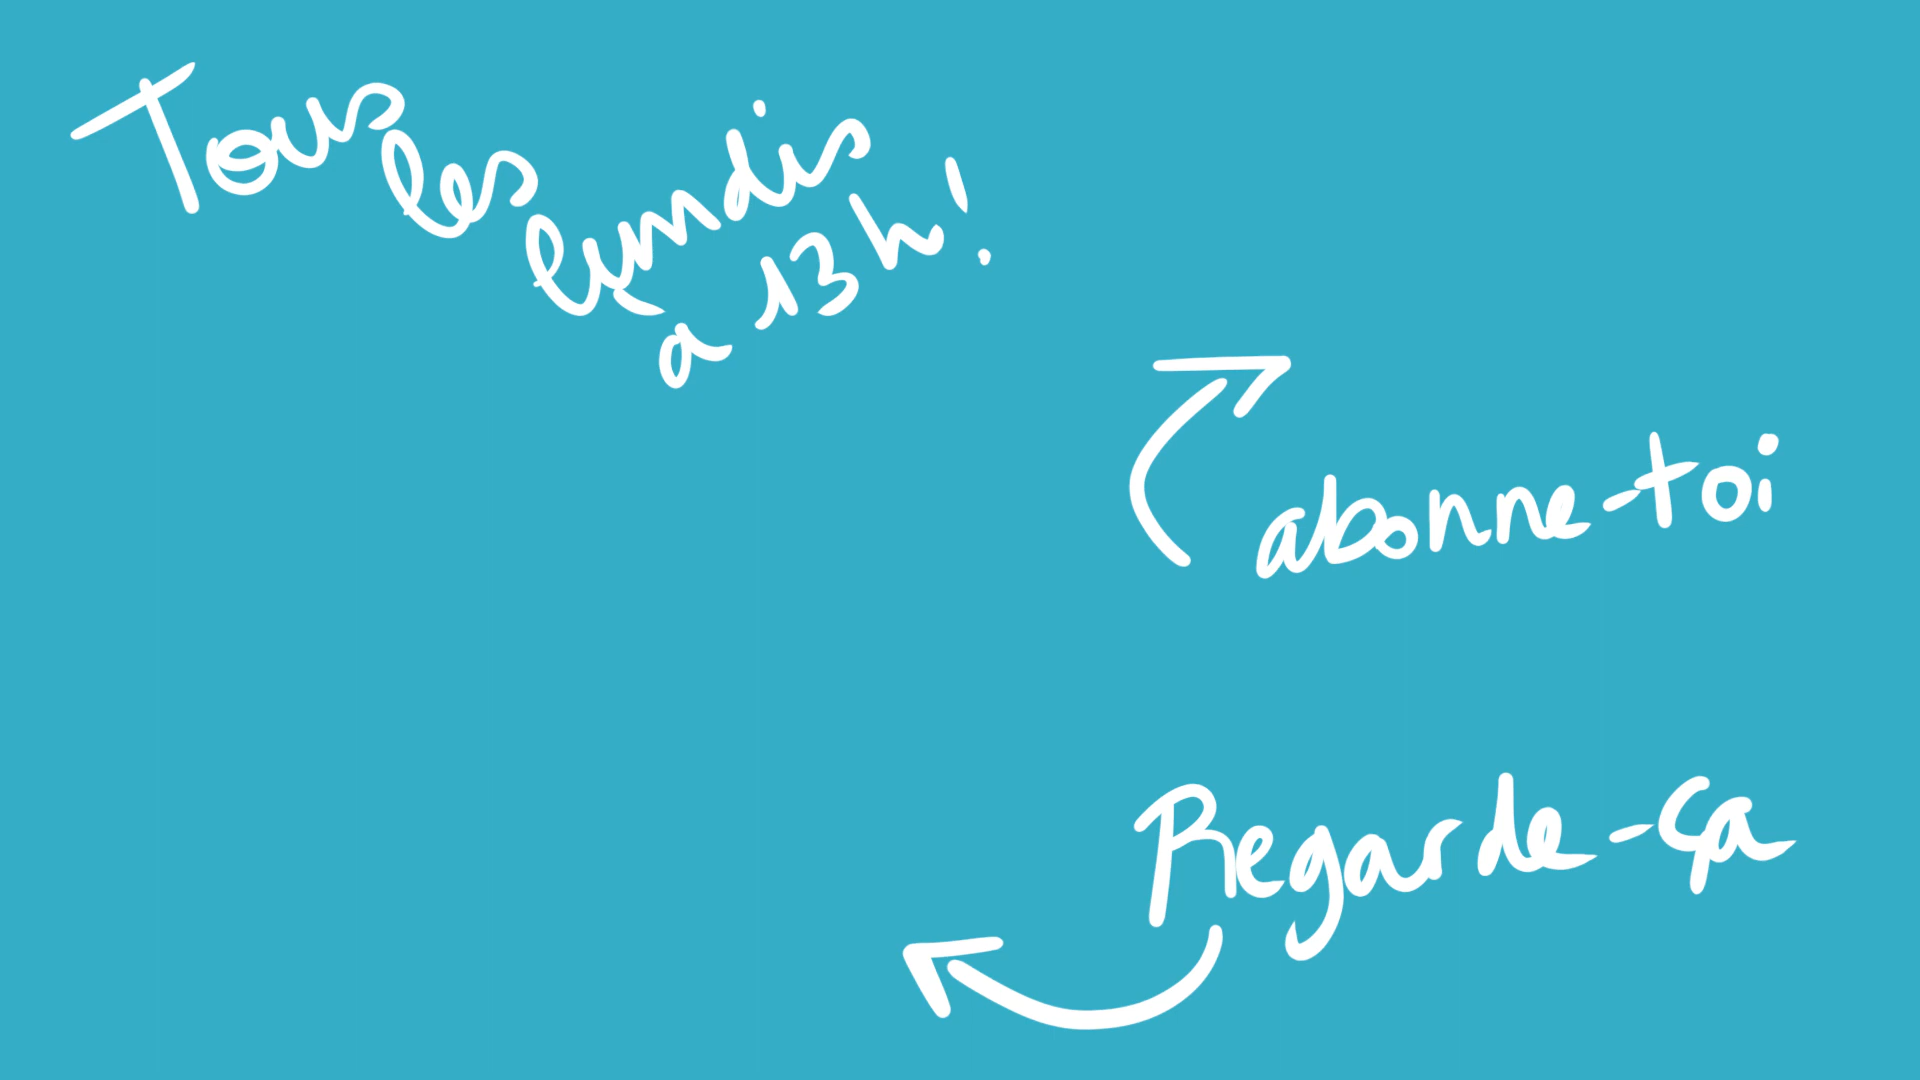 Tous
les
lundis
à 13h!
abonne-toi
Regarde-ça